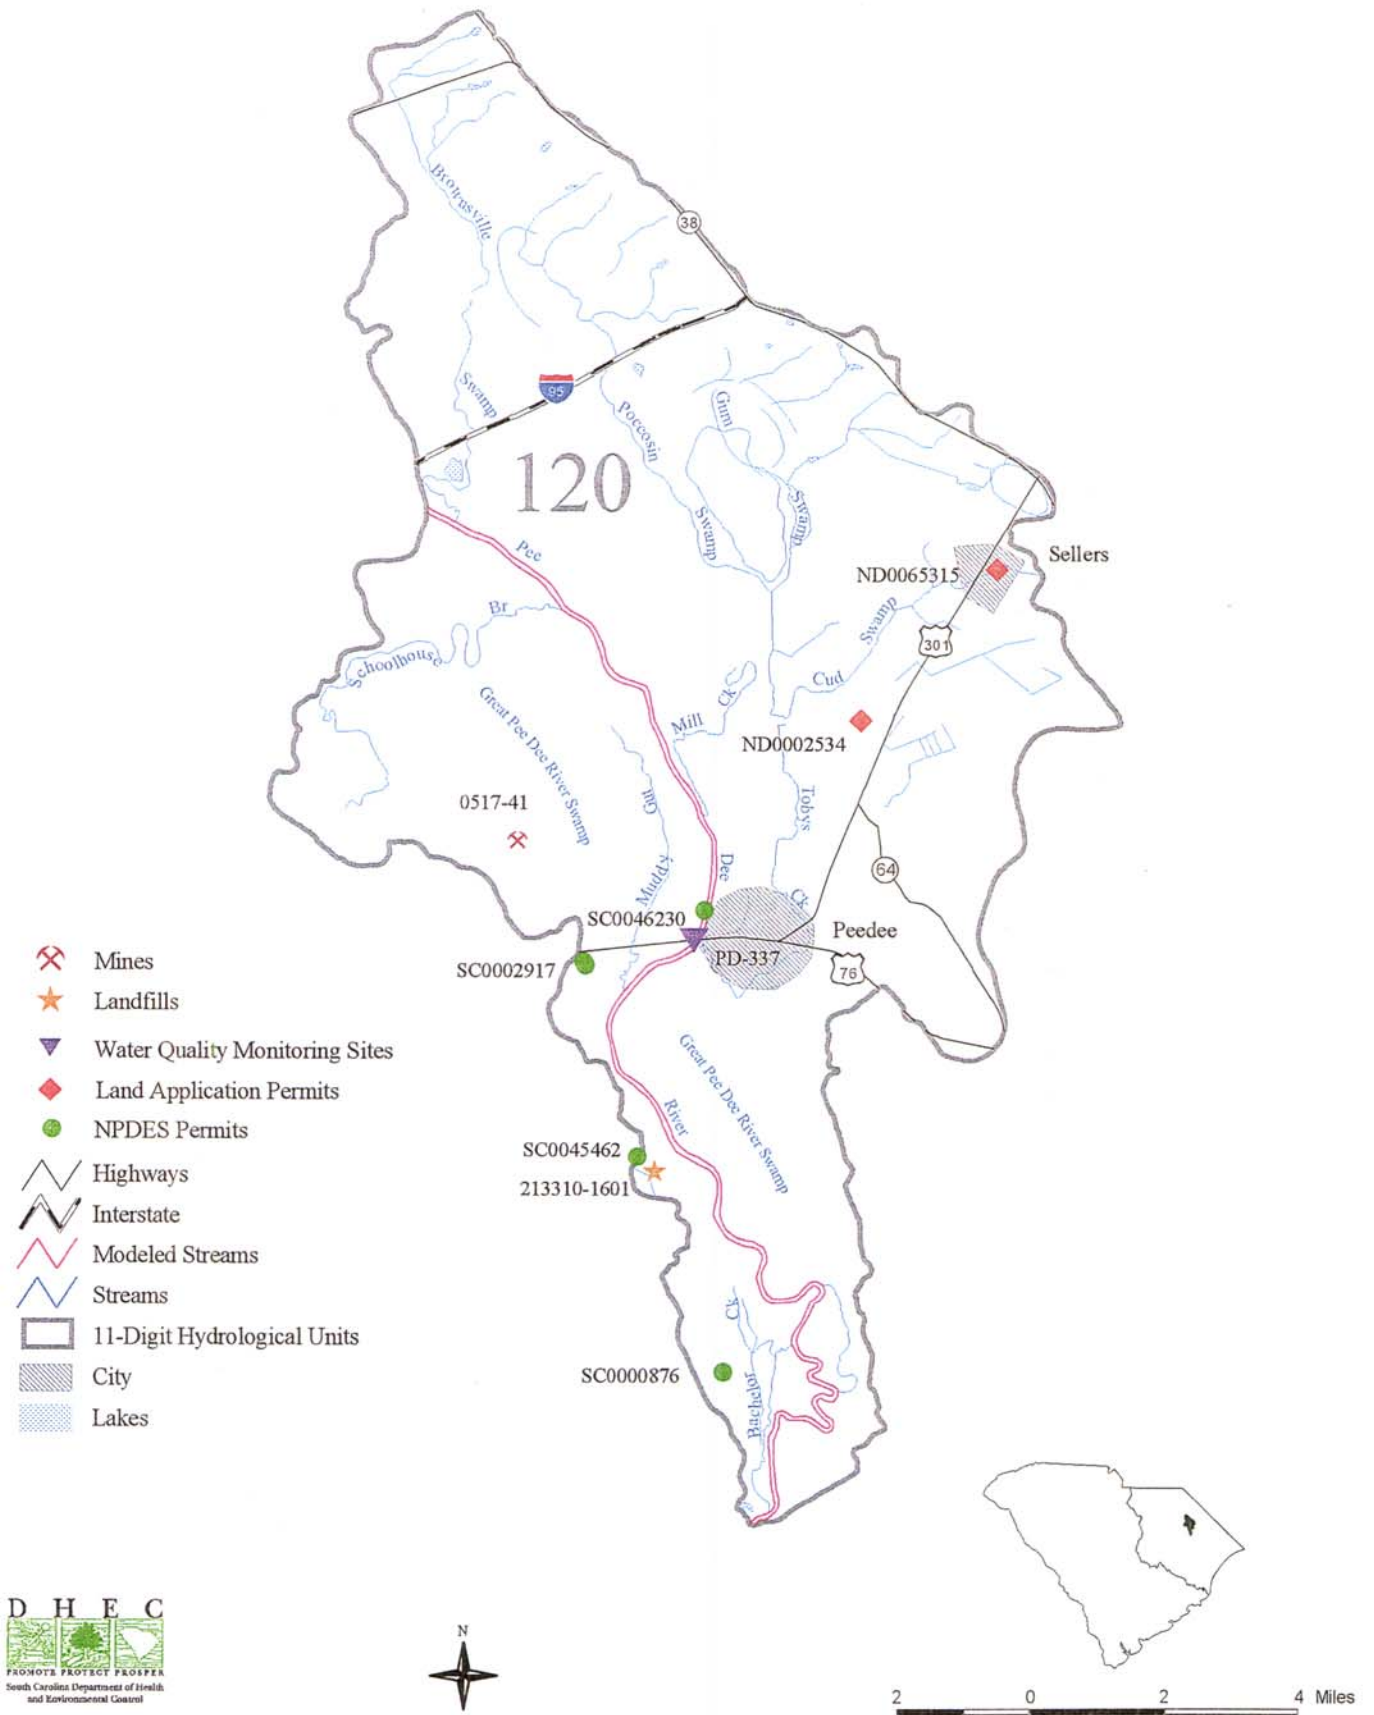 38
Brownsville
Swamp
95
120
Poccosin
Swamp
Gum
Swamp
Pee
Sellers
ND0065315
301
Br
Schoolhouse
Swamp
Cud
Great Pee Dee River Swamp
Mill
Ck
ND0002534
0517-41
Gut
Muddy
Tobys
Ck
Dee
64
SC0046230
Peedee
PD-337
76
SC0002917
Great Pee Dee River Swamp
River
SC0045462
213310-1601
Ck
Bachelor
SC0000876
Mines
Landfills
Water Quality Monitoring Sites
Land Application Permits
NPDES Permits
Highways
Interstate
Modeled Streams
Streams
11-Digit Hydrological Units
City
Lakes
D H E C
PROMOTE PROTECT PROSPER
South Carolina Department of Health
and Environmental Control
N
2 0 2 4 Miles